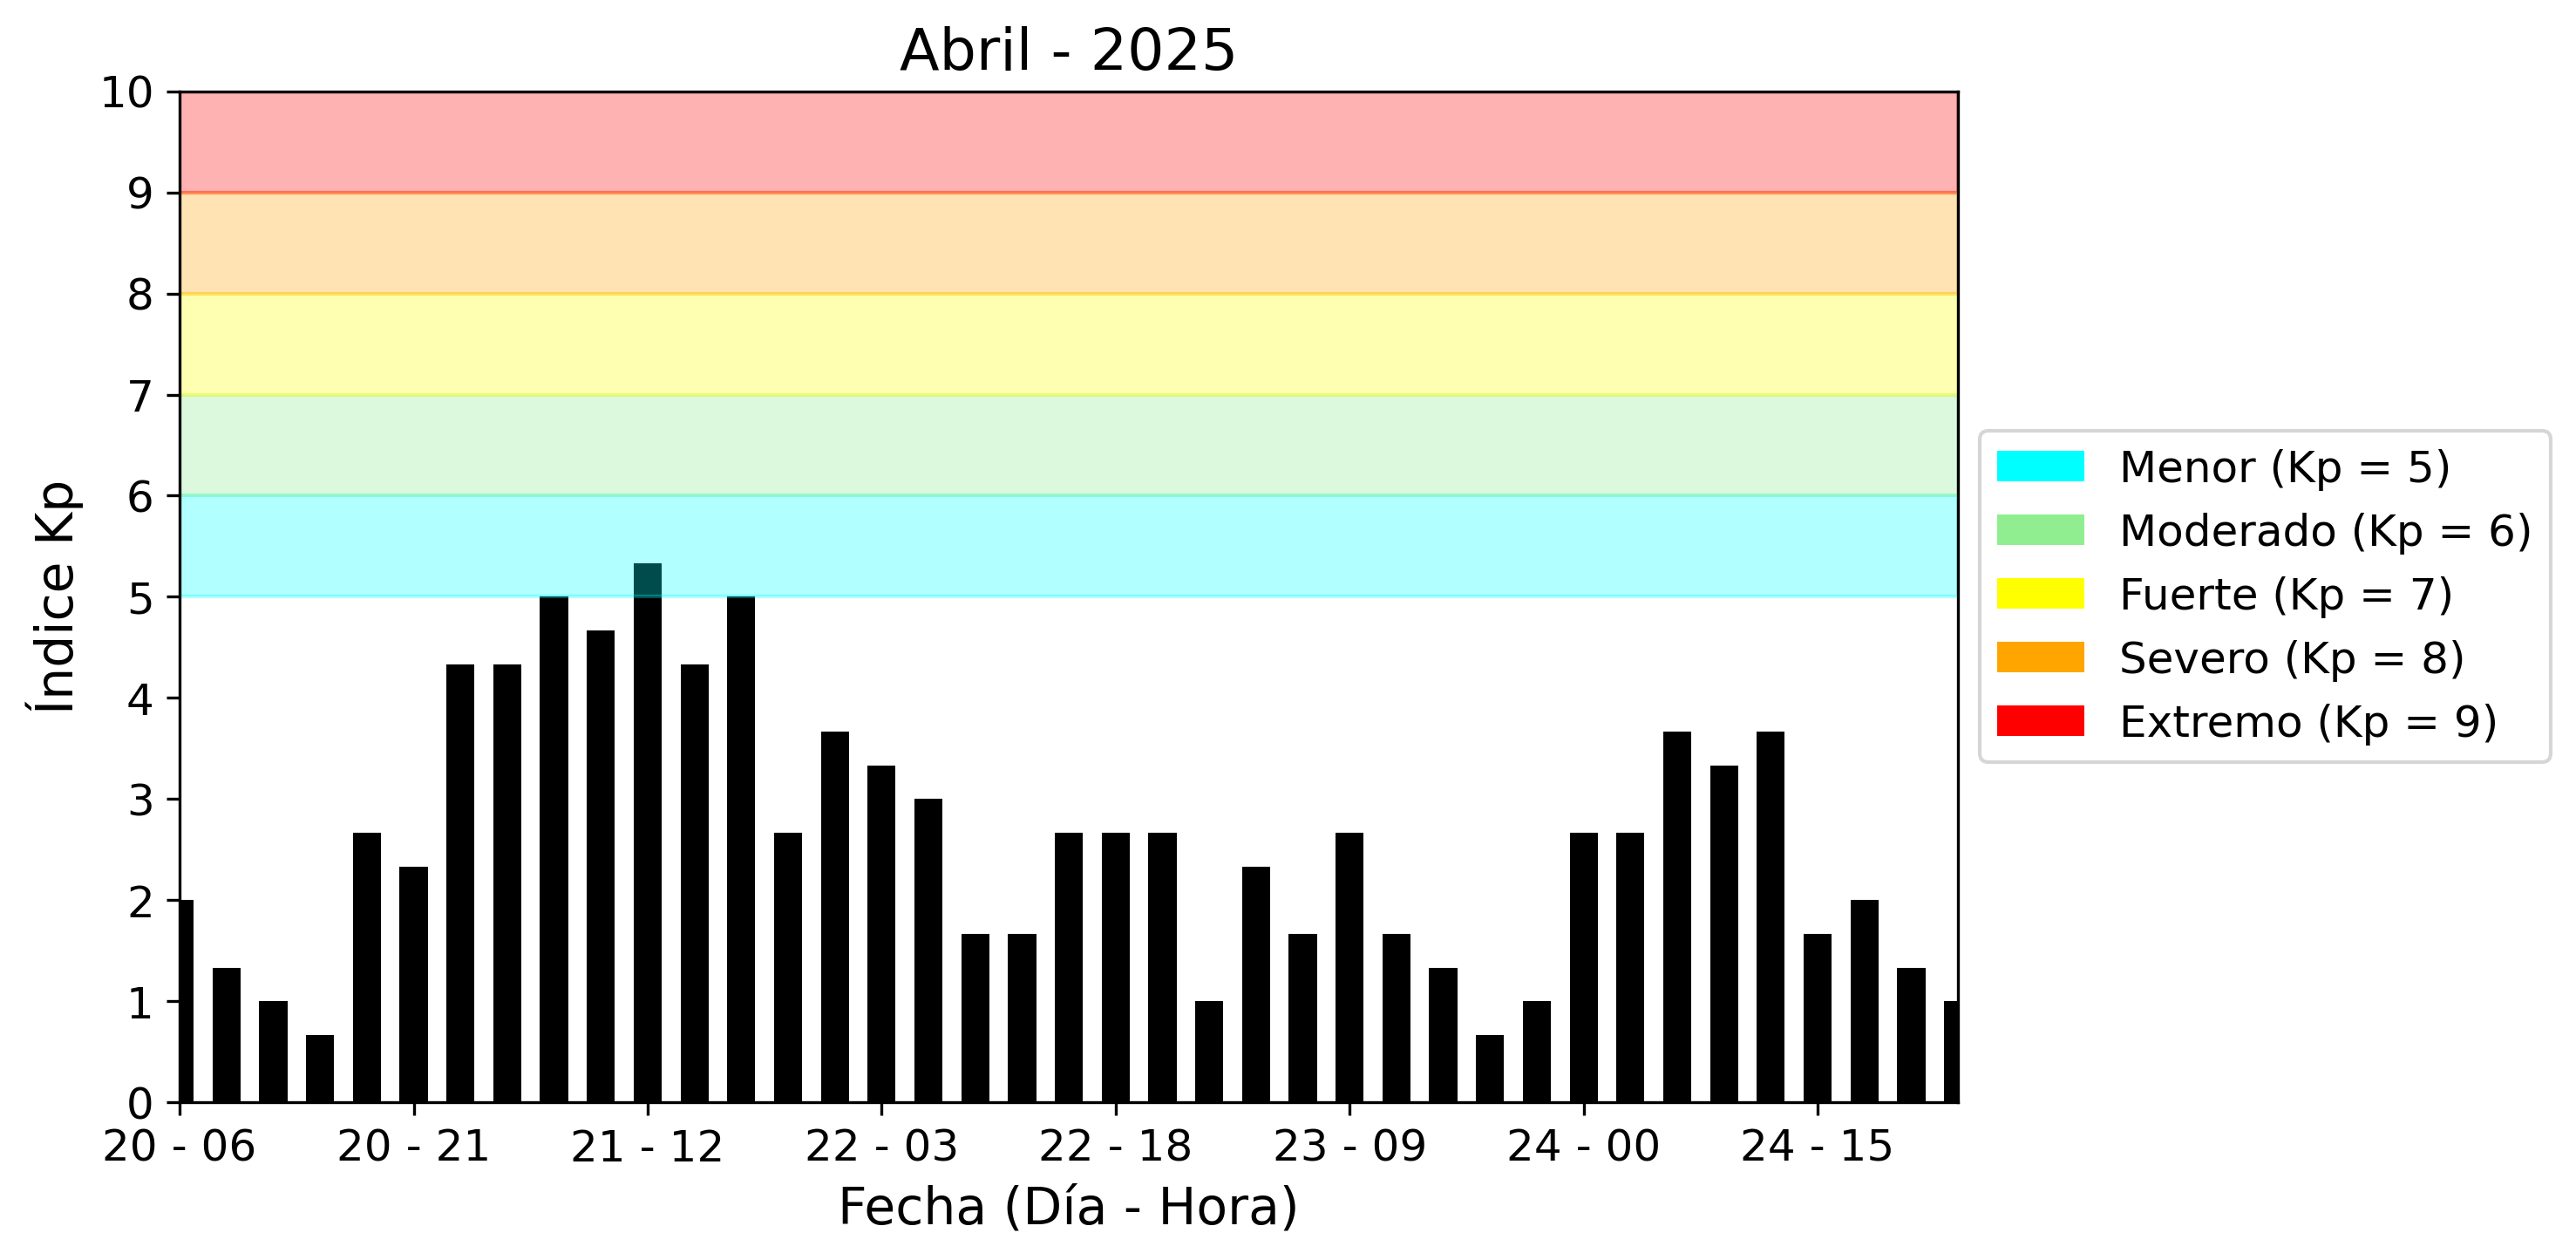 Abril - 2025
10
9
8
7
6
5
4
3
2
1
0
Índice Kp
20 - 06
20 - 21
21 - 12
22 - 03
22 - 18
23 - 09
24 - 00
24 - 15
Fecha (Día - Hora)
Menor (Kp = 5)
Moderado (Kp = 6)
Fuerte (Kp = 7)
Severo (Kp = 8)
Extremo (Kp = 9)